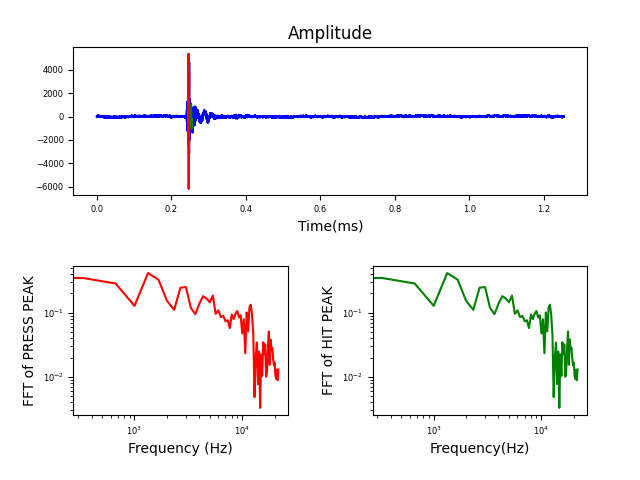 Amplitude
4000
2000
0
−2000
−4000
−6000
0.0 0.2 0.4 0.6 0.8 1.0 1.2
Time(ms)
FFT of PRESS PEAK
10⁻¹
10⁻²
10³ 10⁴
Frequency (Hz)
FFT of HIT PEAK
10⁻¹
10⁻²
10³ 10⁴
Frequency(Hz)